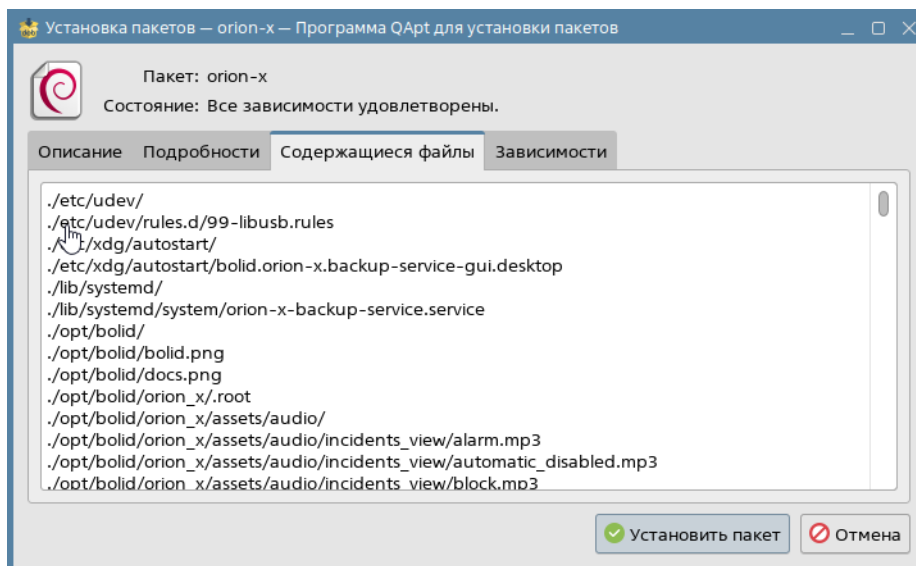 Установка пакетов — orion-x — Программа QApt для установки пакетов
Пакет: orion-x
Состояние: Все зависимости удовлетворены.
Описание Подробности Содержащиеся файлы Зависимости
./etc/udev/
./etc/udev/rules.d/99-libusb.rules
./etc/xdg/autostart/
./etc/xdg/autostart/bolid.orion-x.backup-service-gui.desktop
./lib/systemd/
./lib/systemd/system/orion-x-backup-service.service
./opt/bolid/
./opt/bolid/bolid.png
./opt/bolid/docs.png
./opt/bolid/orion_x/.root
./opt/bolid/orion_x/assets/audio/
./opt/bolid/orion_x/assets/audio/incidents_view/alarm.mp3
./opt/bolid/orion_x/assets/audio/incidents_view/automatic_disabled.mp3
./opt/bolid/orion_x/assets/audio/incidents_view/block.mp3
Установить пакет Отмена